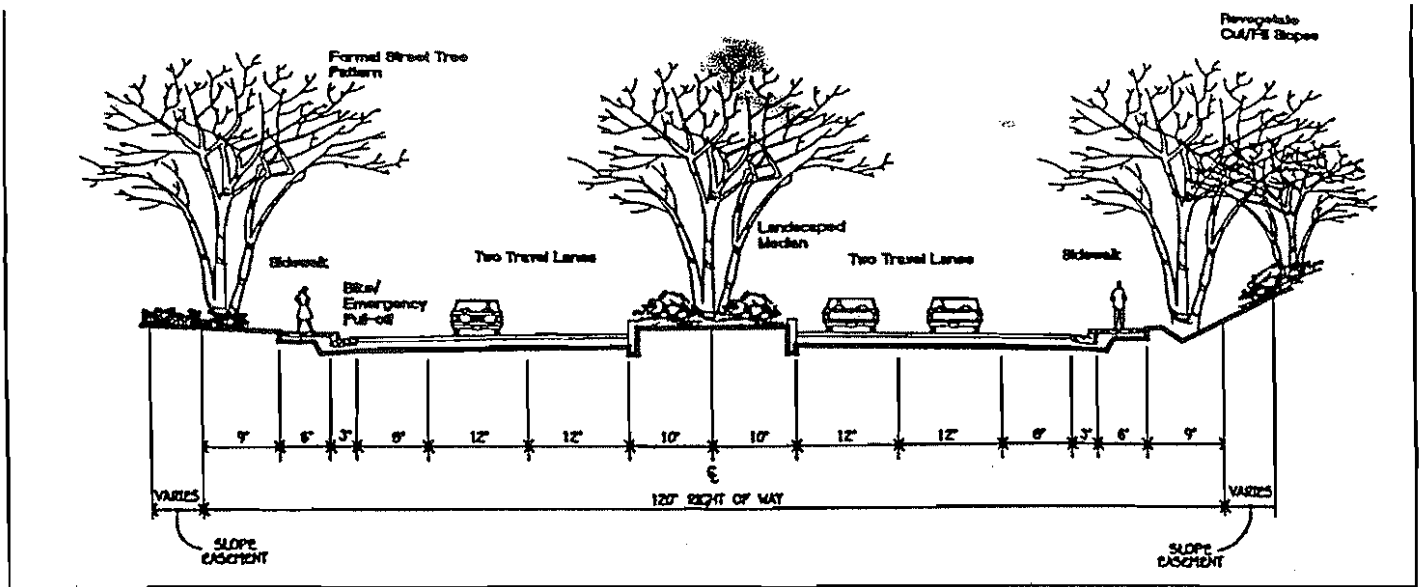 Revegetate
Cut/Fill Slopes
Formal Street Tree
Pattern
Landscaped
Median
Sidewalk
Two Travel Lanes
Two Travel Lanes
Sidewalk
Bike/
Emergency
Pull-off
9' 6' 3' 8' 12' 12' 10' 10' 12' 12' 8' 3' 6' 9'
℄
VARIES 120' RIGHT OF WAY VARIES
SLOPE
EASEMENT
SLOPE
EASEMENT